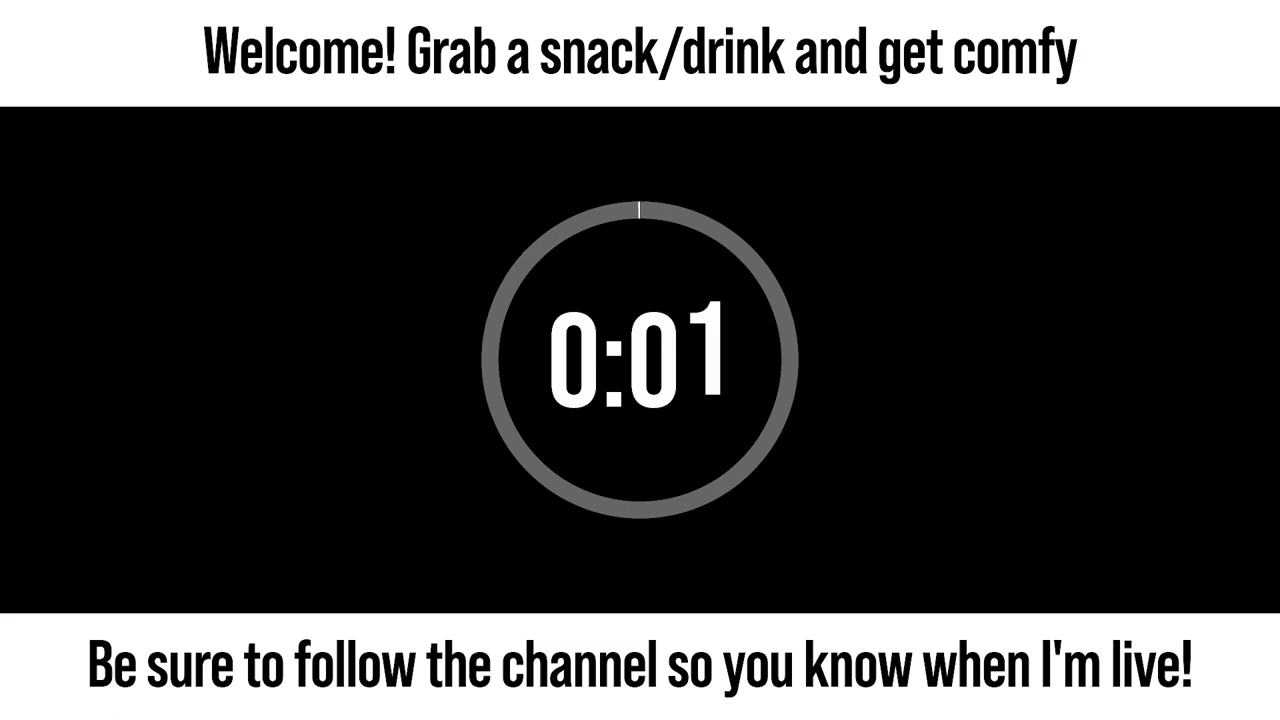 Welcome! Grab a snack/drink and get comfy
0:01
Be sure to follow the channel so you know when I'm live!